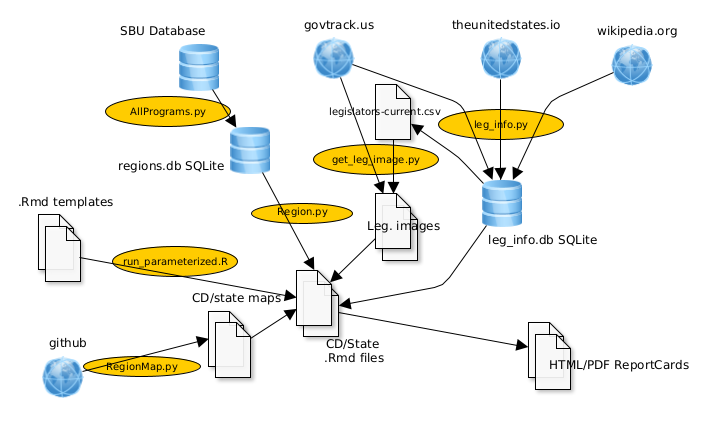 govtrack.us
theunitedstates.io
SBU Database
wikipedia.org
AllPrograms.py
legislators-current.csv
leg_info.py
regions.db SQLite
get_leg_image.py
.Rmd templates
Region.py
Leg. images
leg_info.db SQLite
run_parameterized.R
CD/state maps
github
CD/State
.Rmd files
RegionMap.py
HTML/PDF ReportCards